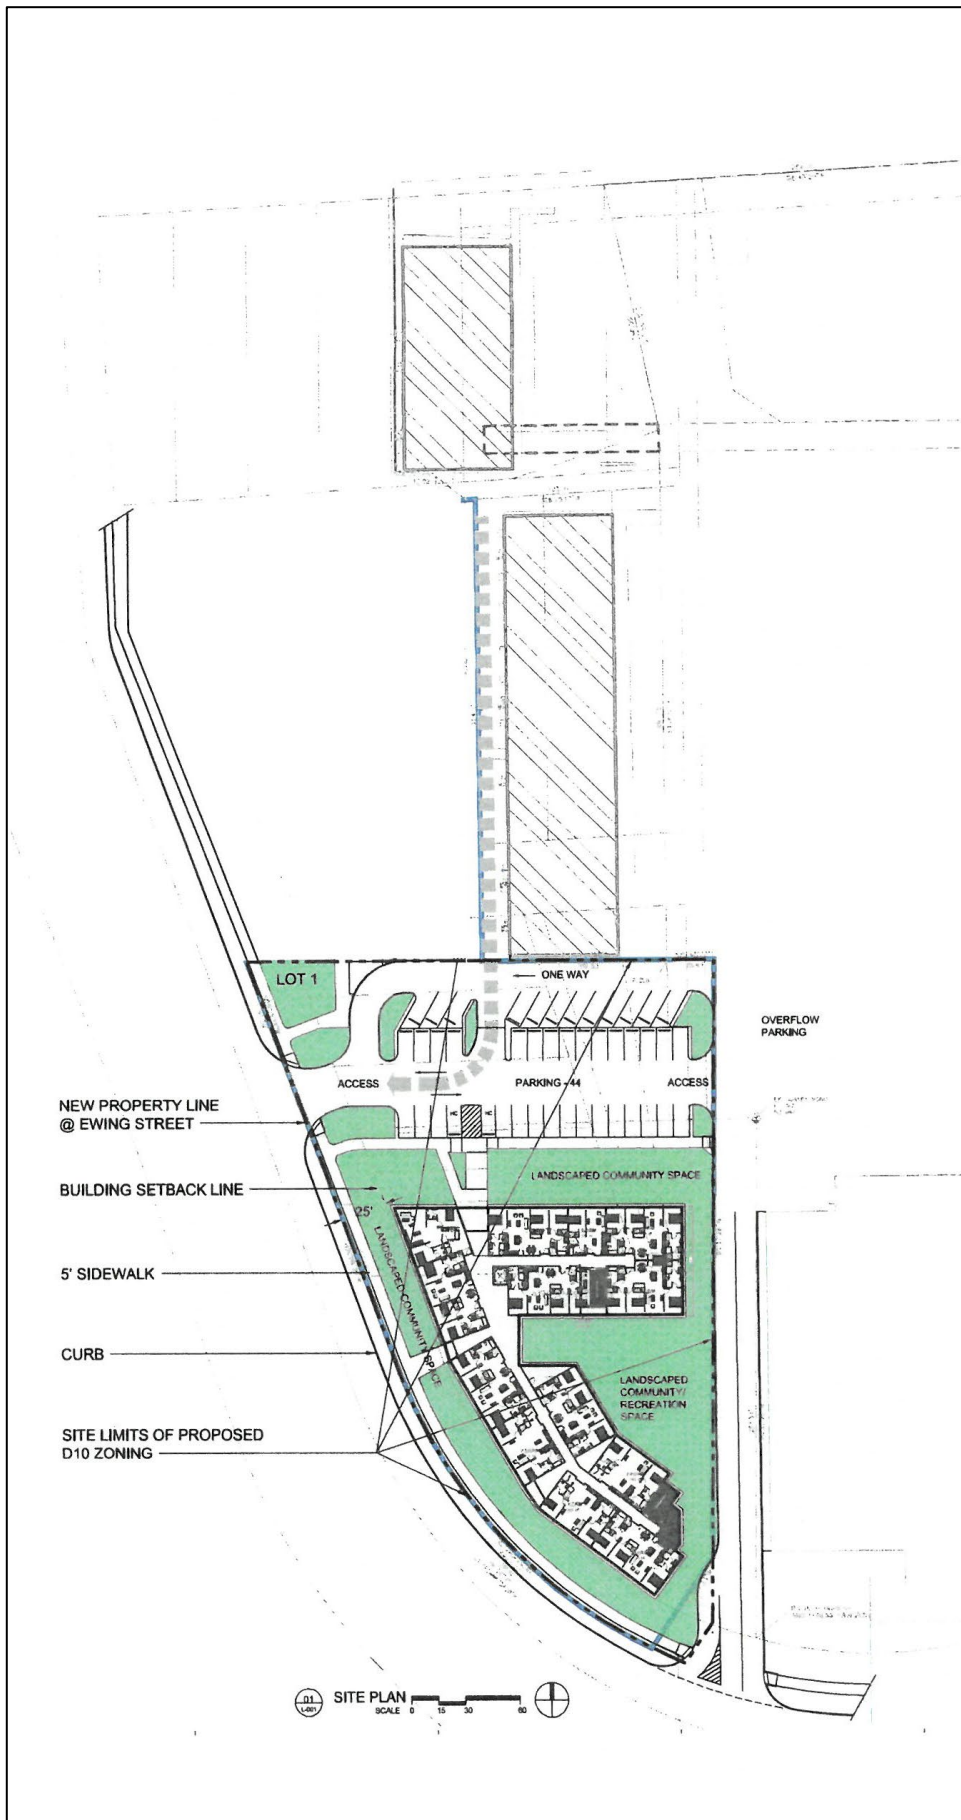 LOT 1
ONE WAY
OVERFLOW
PARKING
ACCESS
PARKING - 44
ACCESS
NEW PROPERTY LINE
@ EWING STREET
LANDSCAPED COMMUNITY SPACE
BUILDING SETBACK LINE
25'
LANDSCAPED COMMUNITY SPACE
5' SIDEWALK
CURB
LANDSCAPED
COMMUNITY/
RECREATION
SPACE
SITE LIMITS OF PROPOSED
D10 ZONING
01
L-001
SITE PLAN
SCALE
0 15 30 60